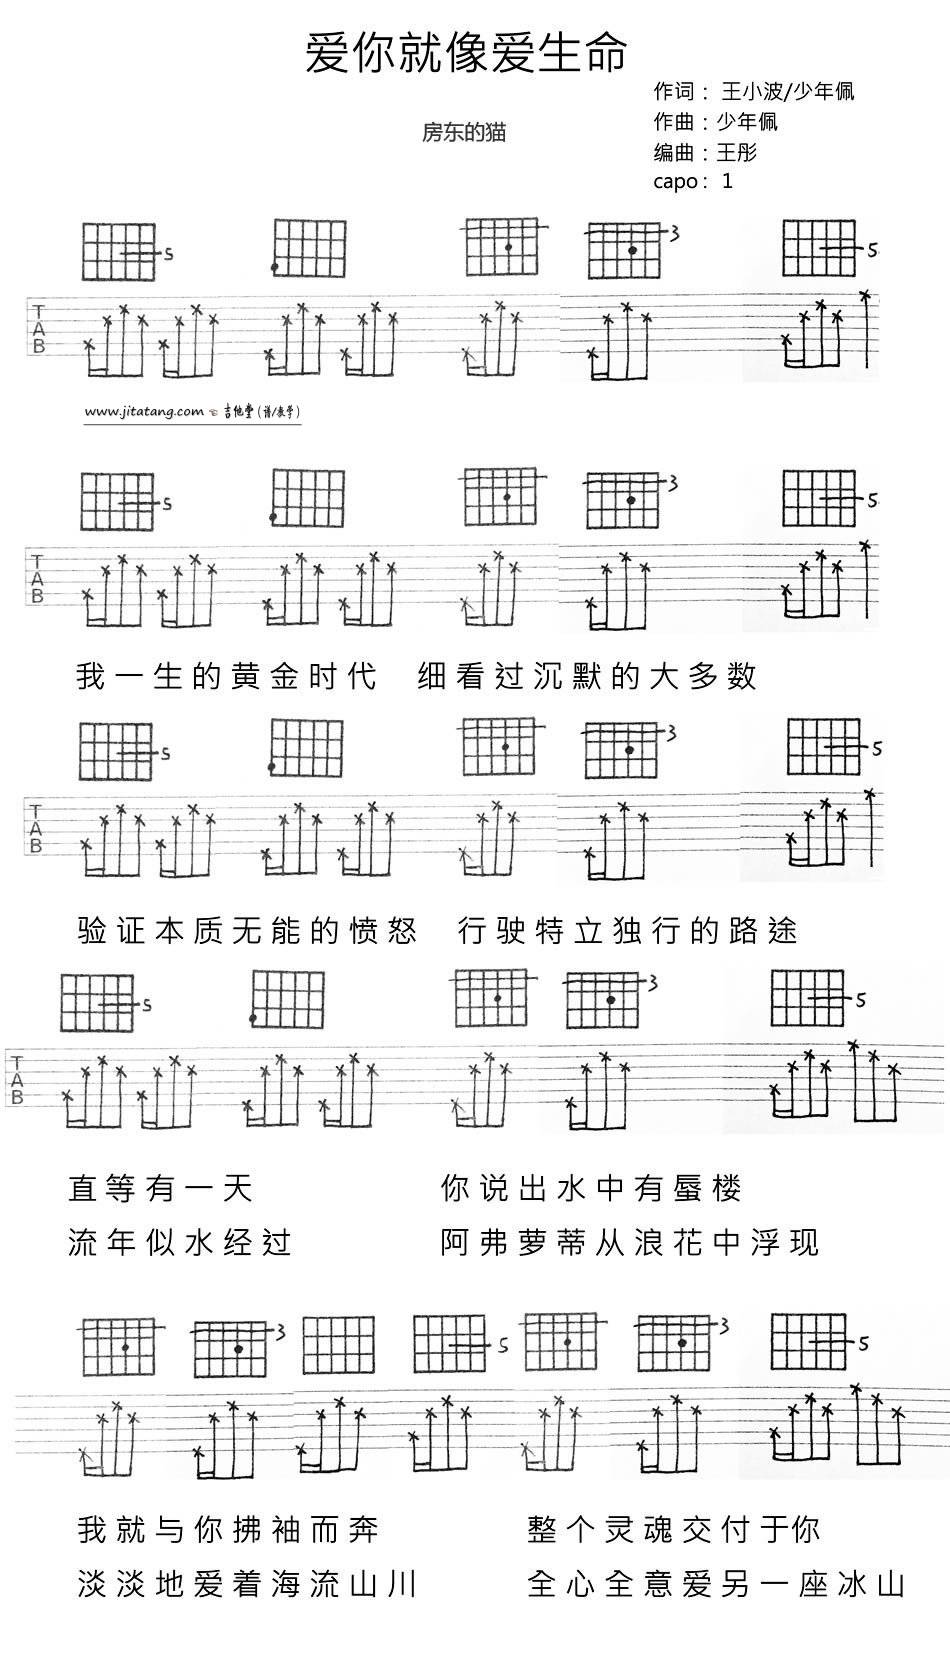 爱你就像爱生命
作词： 王小波/少年佩
房东的猫
作曲：少年佩
编曲：王彤
capo： 1
5
3
5
T
A
B
www.jitatang.com 吉他堂（谱/教学）
5
3
5
T
A
B
我一生的黄金时代 细看过沉默的大多数
5
3
5
T
A
B
验证本质无能的愤怒 行驶特立独行的路途
5
3
5
T
A
B
直等有一天 你说出水中有蜃楼
流年似水经过 阿弗萝蒂从浪花中浮现
3
5
3
5
我就与你拂袖而奔 整个灵魂交付于你
淡淡地爱着海流山川 全心全意爱另一座冰山